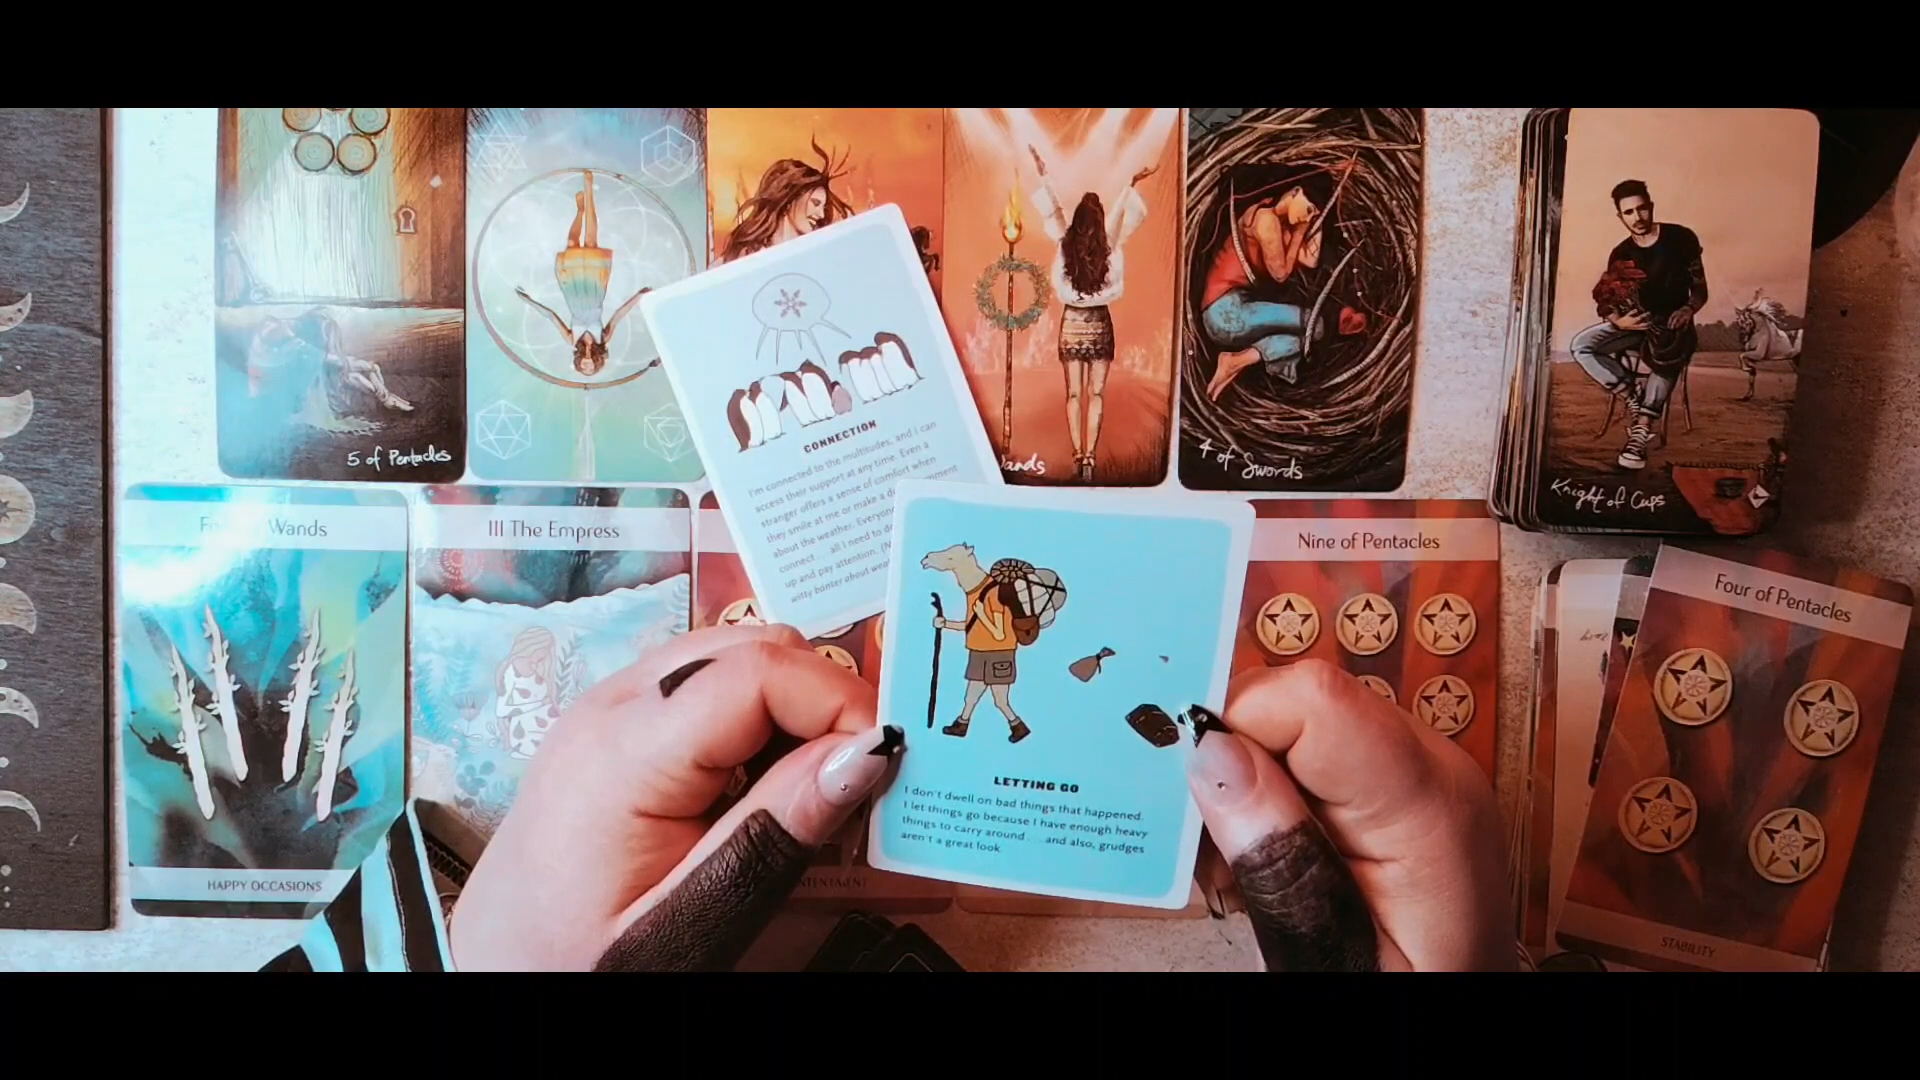 5 of Pentacles
Wands
4 of Swords
Knight of Cups
CONNECTION
I'm connected to the multitudes, and I can
access their support at any time. Even a
stranger offers a sense of comfort when
they smile at me or make a
about the weather. Everyone
connect... all I need to
up and pay attention.
witty banter about
Wands
HAPPY OCCASIONS
III The Empress
LETTING GO
I don't dwell on bad things that happened.
I let things go because I have enough heavy
things to carry around... and also, grudges
aren't a great look.
Nine of Pentacles
Four of Pentacles
STABILITY